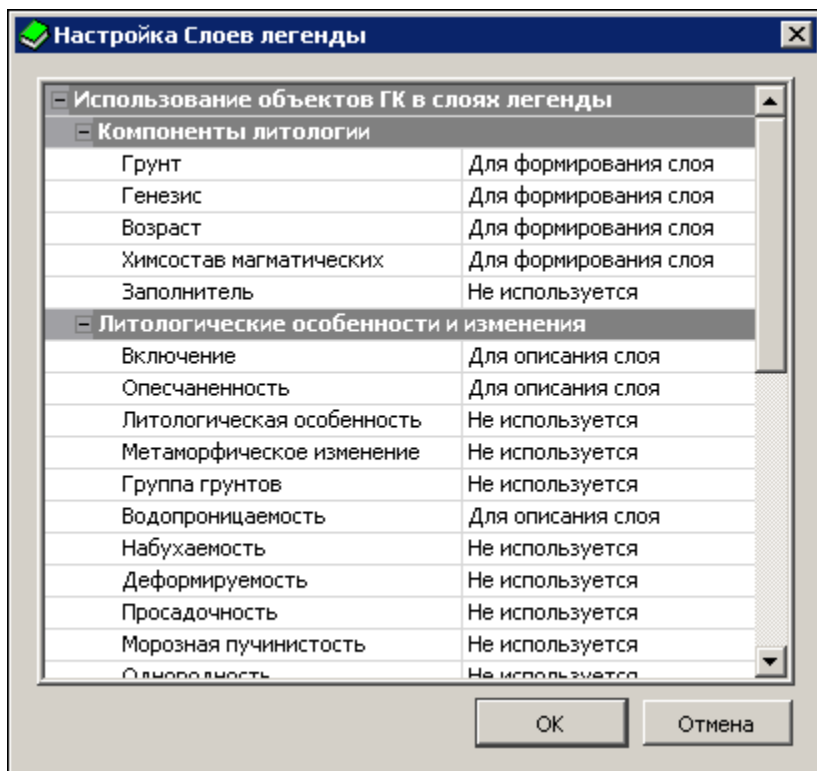 Настройка Слоев легенды
Использование объектов ГК в слоях легенды
Компоненты литологии
Грунт Для формирования слоя
Генезис Для формирования слоя
Возраст Для формирования слоя
Химсостав магматических Для формирования слоя
Заполнитель Не используется
Литологические особенности и изменения
Включение Для описания слоя
Опесчаненность Для описания слоя
Литологическая особенность Не используется
Метаморфическое изменение Не используется
Группа грунтов Не используется
Водопроницаемость Для описания слоя
Набухаемость Не используется
Деформируемость Не используется
Просадочность Не используется
Морозная пучинистость Не используется
Однородность Не используется
OK Отмена